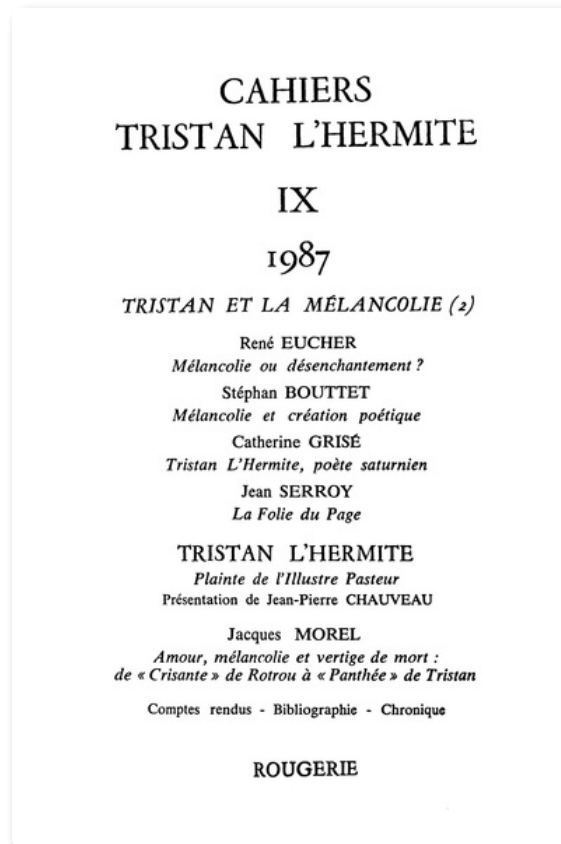 CAHIERS
TRISTAN L'HERMITE
IX
1987
TRISTAN ET LA MÉLANCOLIE (2)
René EUCHER
Mélancolie ou désenchantement ?
Stéphan BOUTTET
Mélancolie et création poétique
Catherine GRISÉ
Tristan L'Hermite, poète saturnien
Jean SERROY
La Folie du Page
TRISTAN L'HERMITE
Plainte de l'Illustre Pasteur
Présentation de Jean-Pierre CHAUVEAU
Jacques MOREL
Amour, mélancolie et vertige de mort :
de « Crisante » de Rotrou à « Panthée » de Tristan
Comptes rendus - Bibliographie - Chronique
ROUGERIE